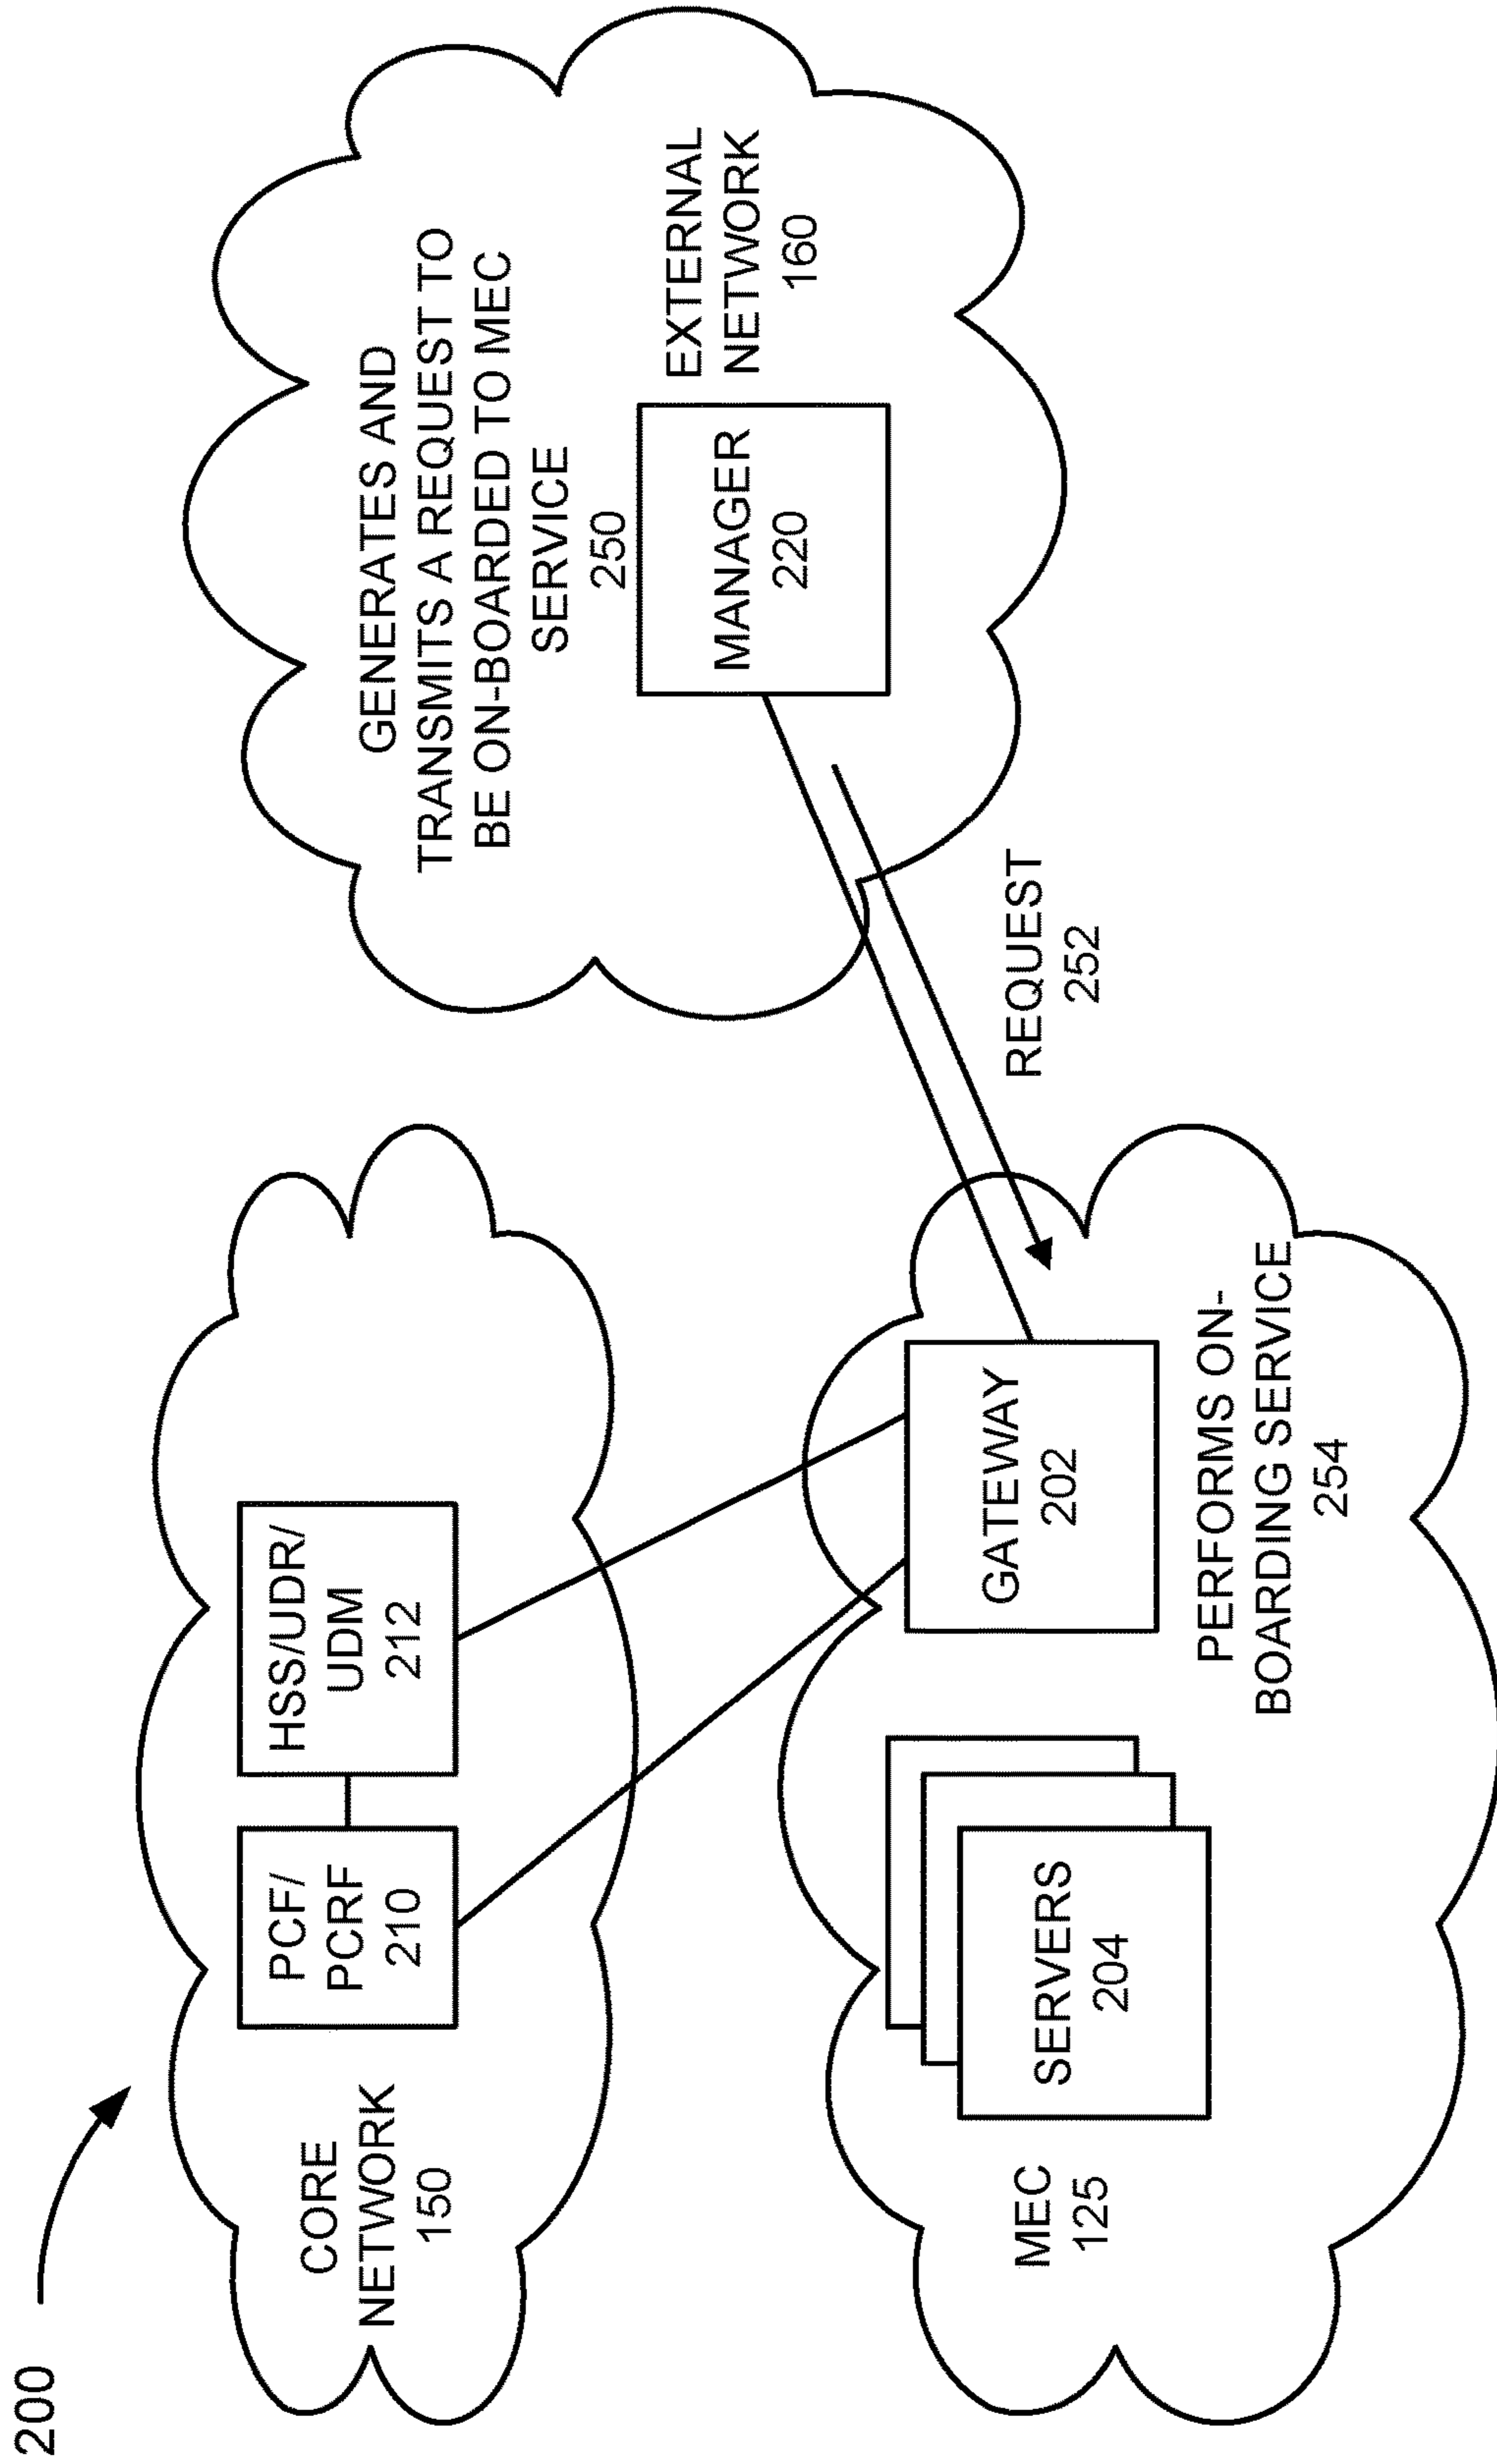 200
CORE
NETWORK
150
PCF/
PCRF
210
HSS/UDR/
UDM
212
GENERATES AND
TRANSMITS A REQUEST TO
BE ON-BOARDED TO MEC
SERVICE
250
MANAGER
220
EXTERNAL
NETWORK
160
REQUEST
252
MEC
125
SERVERS
204
GATEWAY
202
PERFORMS ON-
BOARDING SERVICE
254